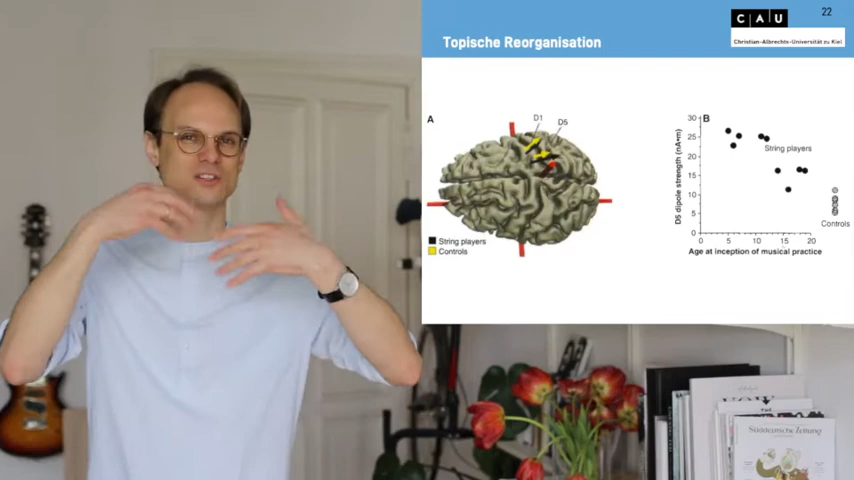 22
C A U
Christian-Albrechts-Universität zu Kiel
Topische Reorganisation
A
D1
D5
String players
Controls
B
D5 dipole strength (nA•m)
30
25
20
15
10
5
0
String players
Controls
0
5
10
15
20
Age at inception of musical practice
THE
Süddeutsche Zeitung